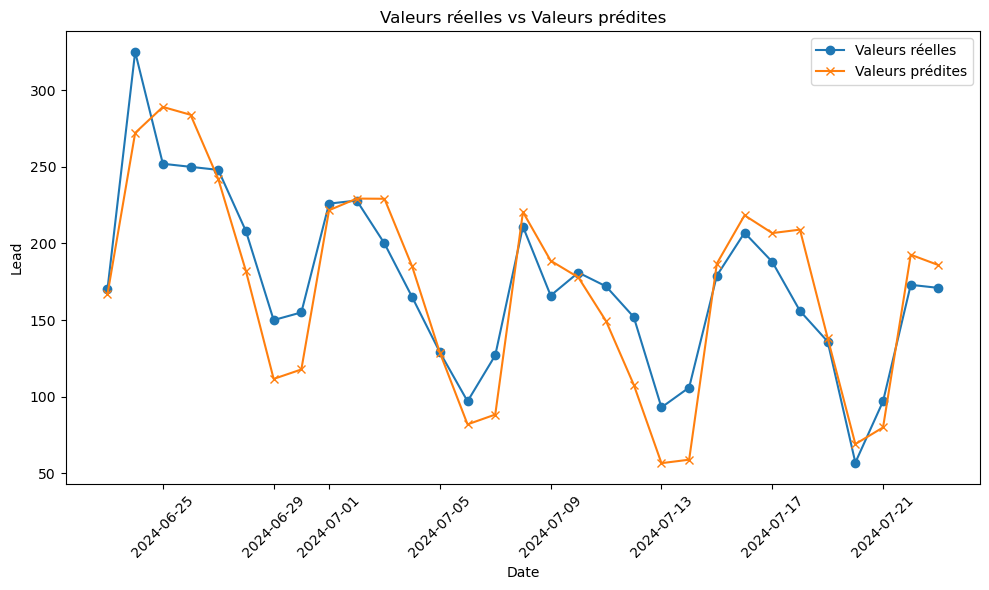 Valeurs réelles vs Valeurs prédites
Valeurs réelles
Valeurs prédites
Lead
300
250
200
150
100
50
2024-06-25
2024-06-29
2024-07-01
2024-07-05
2024-07-09
2024-07-13
2024-07-17
2024-07-21
Date